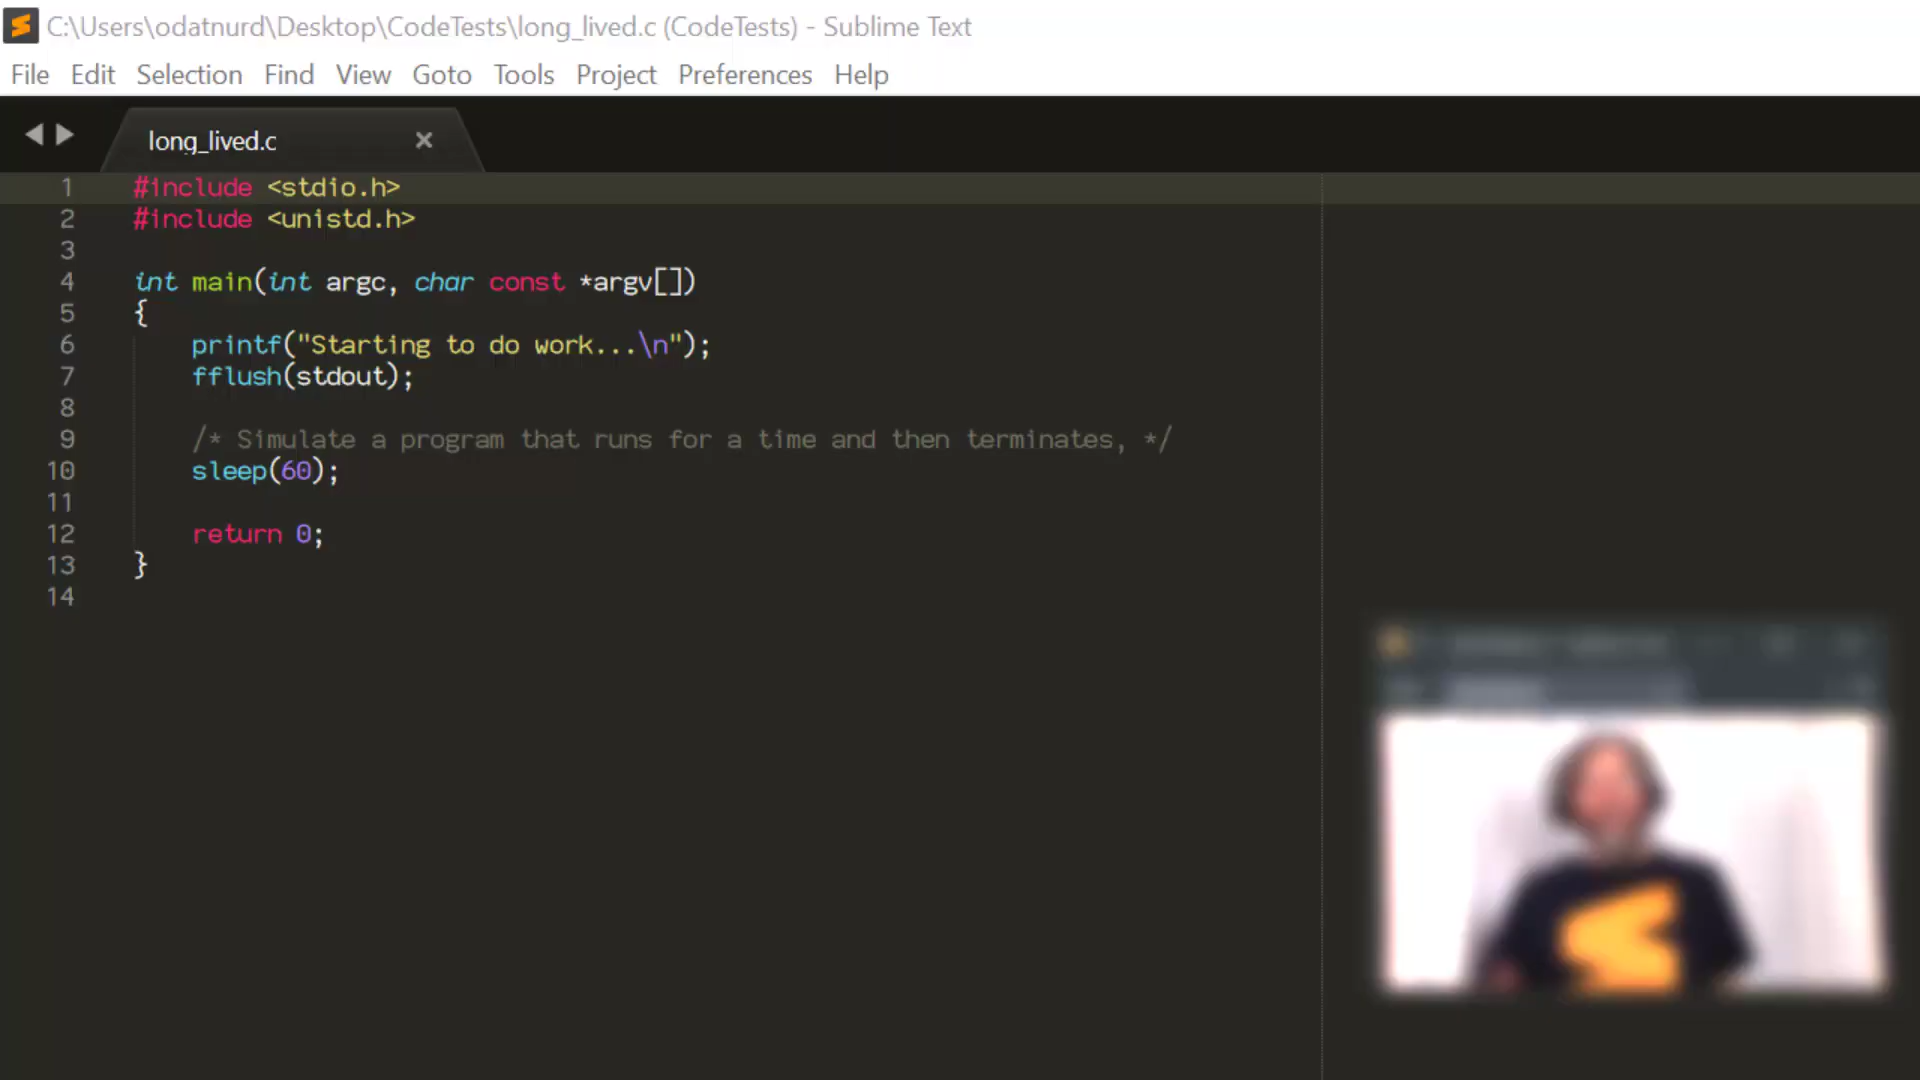 C:\Users\odatnurd\Desktop\CodeTests\long_lived.c (CodeTests) - Sublime Text
File Edit Selection Find View Goto Tools Project Preferences Help
long_lived.c
1 #include <stdio.h>
2 #include <unistd.h>
3
4 int main(int argc, char const *argv[])
5 {
6 printf("Starting to do work...\n");
7 fflush(stdout);
8
9 /* Simulate a program that runs for a time and then terminates, */
10 sleep(60);
11
12 return 0;
13 }
14